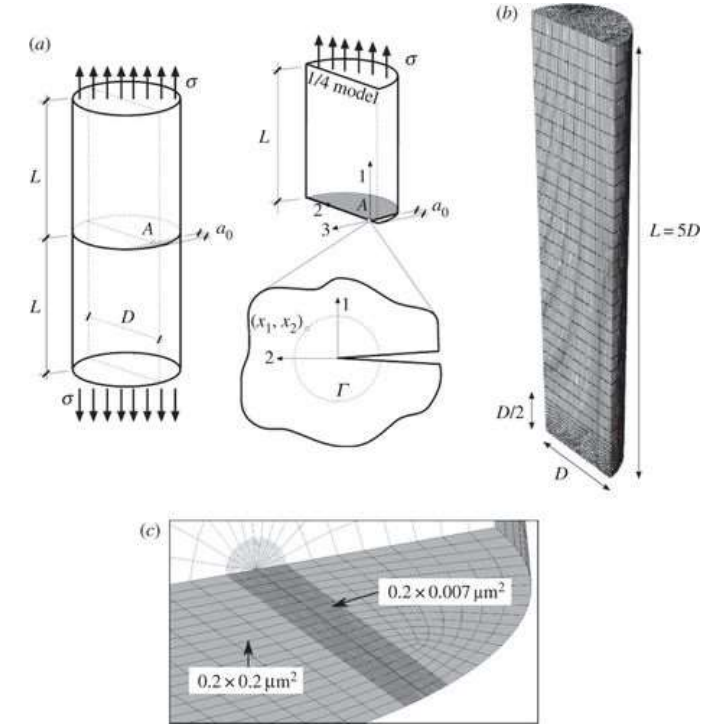 (a)
σ
L
A
a₀
L
D
σ
σ
1/4 model
L
1
2
A
a₀
3
(x₁, x₂)
1
2
Γ
(b)
L = 5D
D/2
D
(c)
0.2 × 0.007 μm²
0.2 × 0.2 μm²